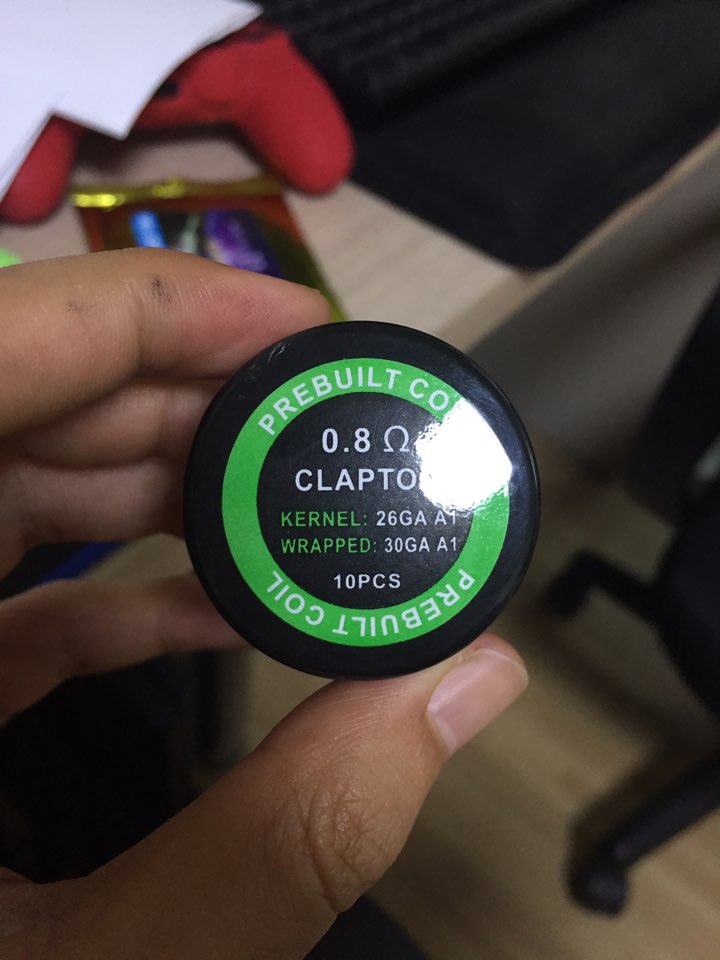 PREBUILT CO
0.8 Ω
CLAPTO
KERNEL: 26GA A1
WRAPPED: 30GA A1
10PCS
PREBUILT COIL